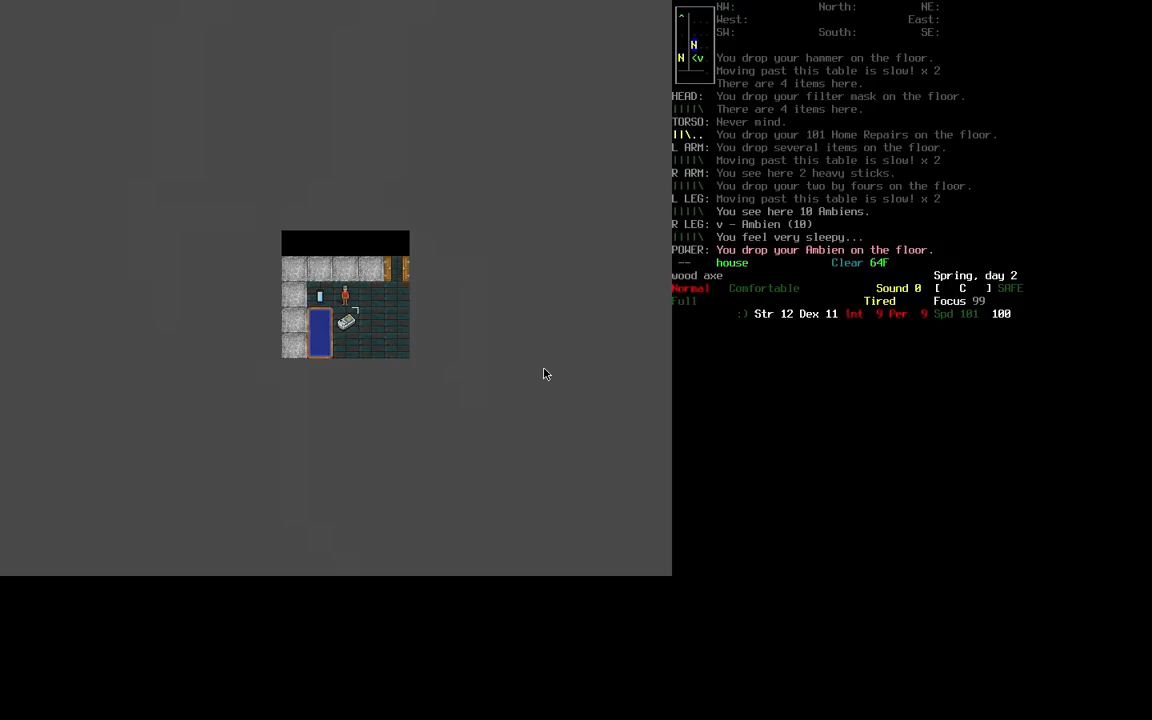 NW: North: NE:
West: East:
SW: South: SE:
You drop your hammer on the floor.
Moving past this table is slow! x 2
There are 4 items here.
HEAD: You drop your filter mask on the floor.
||||\ There are 4 items here.
TORSO: Never mind.
||\.. You drop your 101 Home Repairs on the floor.
L ARM: You drop several items on the floor.
||||\ Moving past this table is slow! x 2
R ARM: You see here 2 heavy sticks.
||||\ You drop your two by fours on the floor.
L LEG: Moving past this table is slow! x 2
||||\ You see here 10 Ambiens.
R LEG: v - Ambien (10)
||||\ You feel very sleepy...
POWER: You drop your Ambien on the floor.
-- house Clear 64F
wood axe Spring, day 2
Normal Comfortable Sound 0 [ C ] SAFE
Full Tired Focus 99
:) Str 12 Dex 11 Int 9 Per 9 Spd 101 100
^
N
N <v